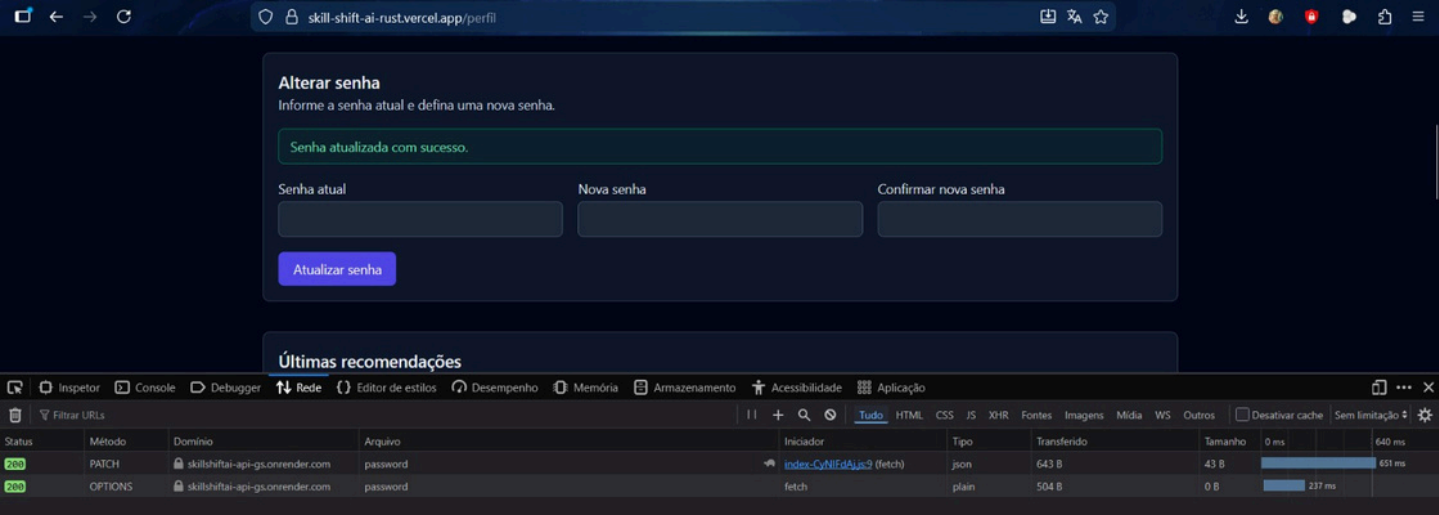 skill-shift-ai-rust.vercel.app/perfil
Alterar senha
Informe a senha atual e defina uma nova senha.
Senha atualizada com sucesso.
Senha atual Nova senha Confirmar nova senha
Atualizar senha
Últimas recomendações
Inspetor Console Debugger Rede Editor de estilos Desempenho Memória Armazenamento Acessibilidade Aplicação
Filtrar URLs Tudo HTML CSS JS XHR Fontes Imagens Mídia WS Outros Desativar cache Sem limitação
Status Método Domínio Arquivo Iniciador Tipo Transferido Tamanho 0 ms 640 ms
200 PATCH skillshiftai-api-gs.onrender.com password index-CyNIFdAj.js:9 (fetch) json 643 B 43 B 651 ms
200 OPTIONS skillshiftai-api-gs.onrender.com password fetch plain 504 B 0 B 237 ms